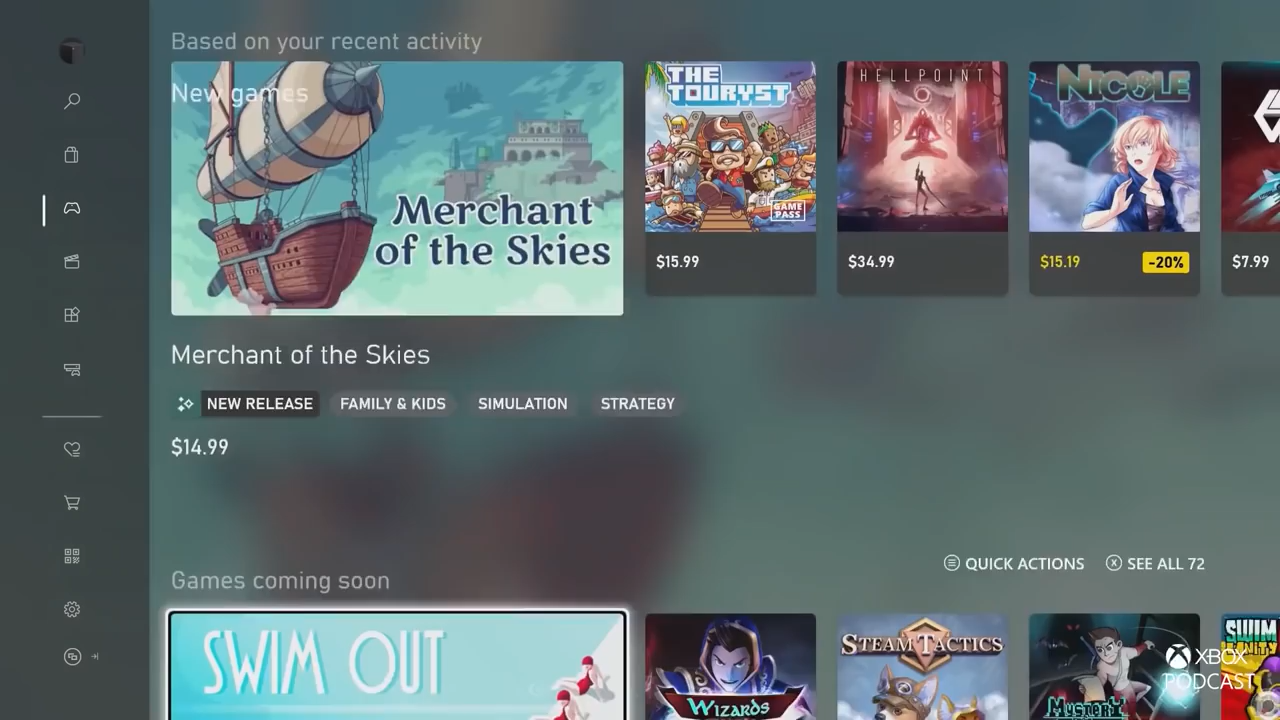 Based on your recent activity
New games
Merchant
of the Skies
THE
TOURYST
GAME
PASS
HELLPOINT
NICOLE
$15.99
$34.99
$15.19
-20%
$7.99
Merchant of the Skies
NEW RELEASE
FAMILY & KIDS
SIMULATION
STRATEGY
$14.99
QUICK ACTIONS
X SEE ALL 72
Games coming soon
SWIM OUT
WIZARDS
STEAM TACTICS
MYSTERY
SWIM
XBOX
PODCAST